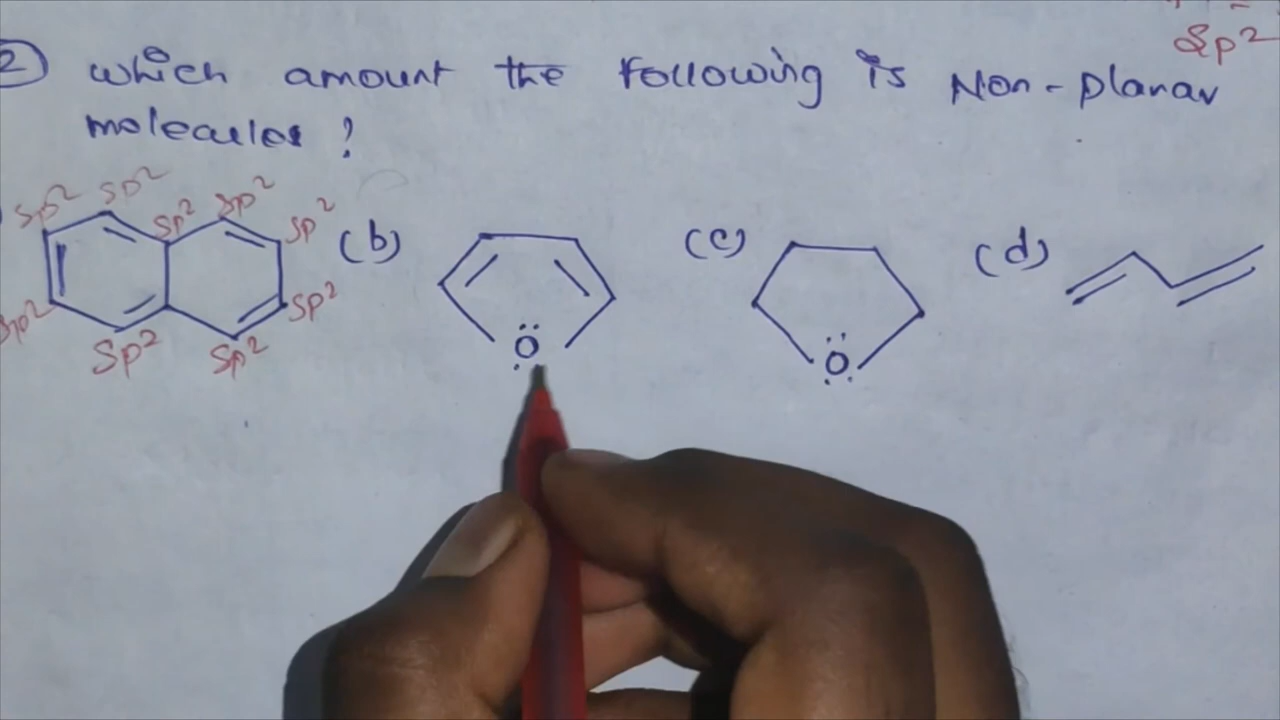 Sp²
2 which amount the following is Non-planar
molecules ?
Sp² Sp² Sp² Sp² Sp²
(b) (c) (d)
Sp² Sp²
Sp² Sp²
Ö Ö